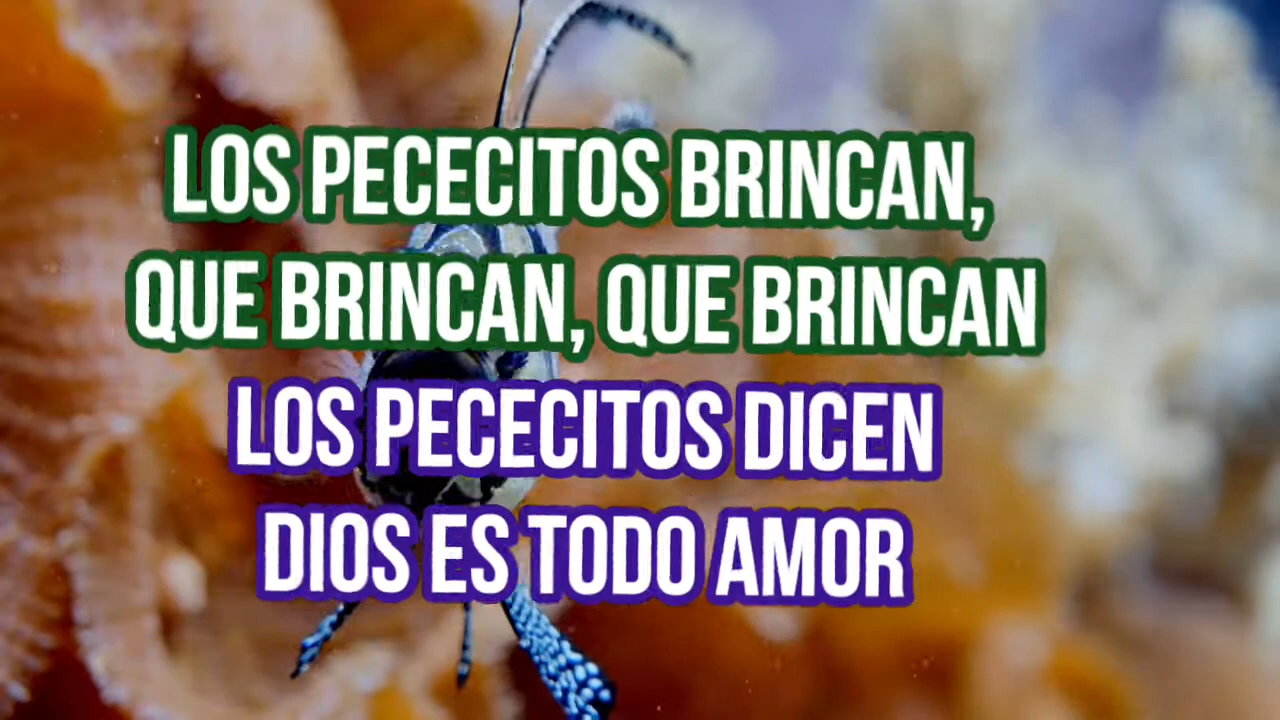 LOS PECECITOS BRINCAN,
QUE BRINCAN, QUE BRINCAN
LOS PECECITOS DICEN
DIOS ES TODO AMOR